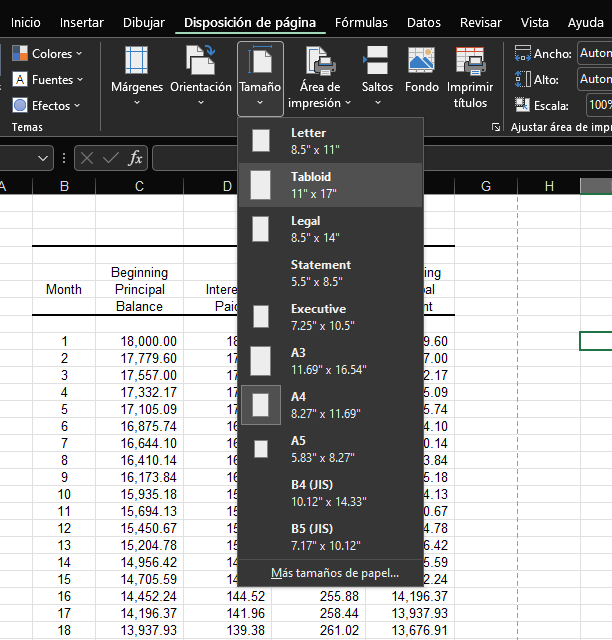 Inicio Insertar Dibujar Disposición de página Fórmulas Datos Revisar Vista Ayuda
Colores
Fuentes
Efectos
Temas
Márgenes
Orientación
Tamaño
Área de
impresión
Saltos
Fondo
Imprimir
títulos
Ancho: Auton
Alto: Auton
Escala: 100%
Ajustar área de impre
fx
A B C D G H
Letter
8.5" x 11"
Tabloid
11" x 17"
Legal
8.5" x 14"
Statement
5.5" x 8.5"
Executive
7.25" x 10.5"
A3
11.69" x 16.54"
A4
8.27" x 11.69"
A5
5.83" x 8.27"
B4 (JIS)
10.12" x 14.33"
B5 (JIS)
7.17" x 10.12"
Más tamaños de papel...
Beginning ing
Month Principal Intere pal
Balance Paid nt
1 18,000.00 18 9.60
2 17,779.60 17 7.00
3 17,557.00 17 2.17
4 17,332.17 17 5.09
5 17,105.09 17 5.74
6 16,875.74 16 4.10
7 16,644.10 16 0.14
8 16,410.14 16 3.84
9 16,173.84 16 5.18
10 15,935.18 15 4.13
11 15,694.13 15 0.67
12 15,450.67 15 4.78
13 15,204.78 15 6.42
14 14,956.42 14 5.59
15 14,705.59 14 2.24
16 14,452.24 144.52 255.88 14,196.37
17 14,196.37 141.96 258.44 13,937.93
18 13,937.93 139.38 261.02 13,676.91